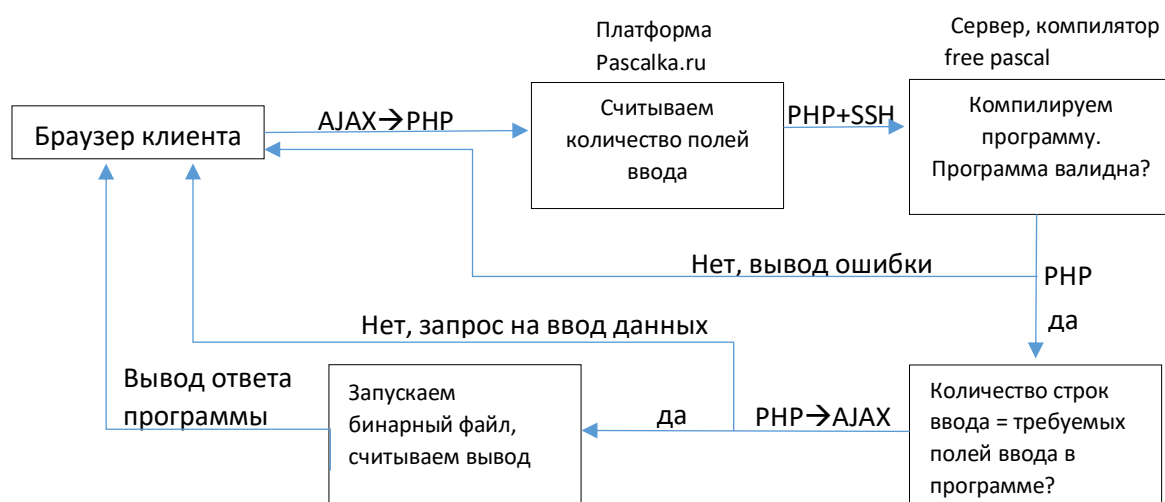 Платформа
Pascalka.ru
Сервер, компилятор
free pascal
Браузер клиента
AJAX→PHP
Считываем
количество полей
ввода
PHP+SSH
Компилируем
программу.
Программа валидна?
Нет, вывод ошибки
PHP
да
Нет, запрос на ввод данных
Вывод ответа
программы
Запускаем
бинарный файл,
считываем вывод
да
PHP→AJAX
Количество строк
ввода = требуемых
полей ввода в
программе?